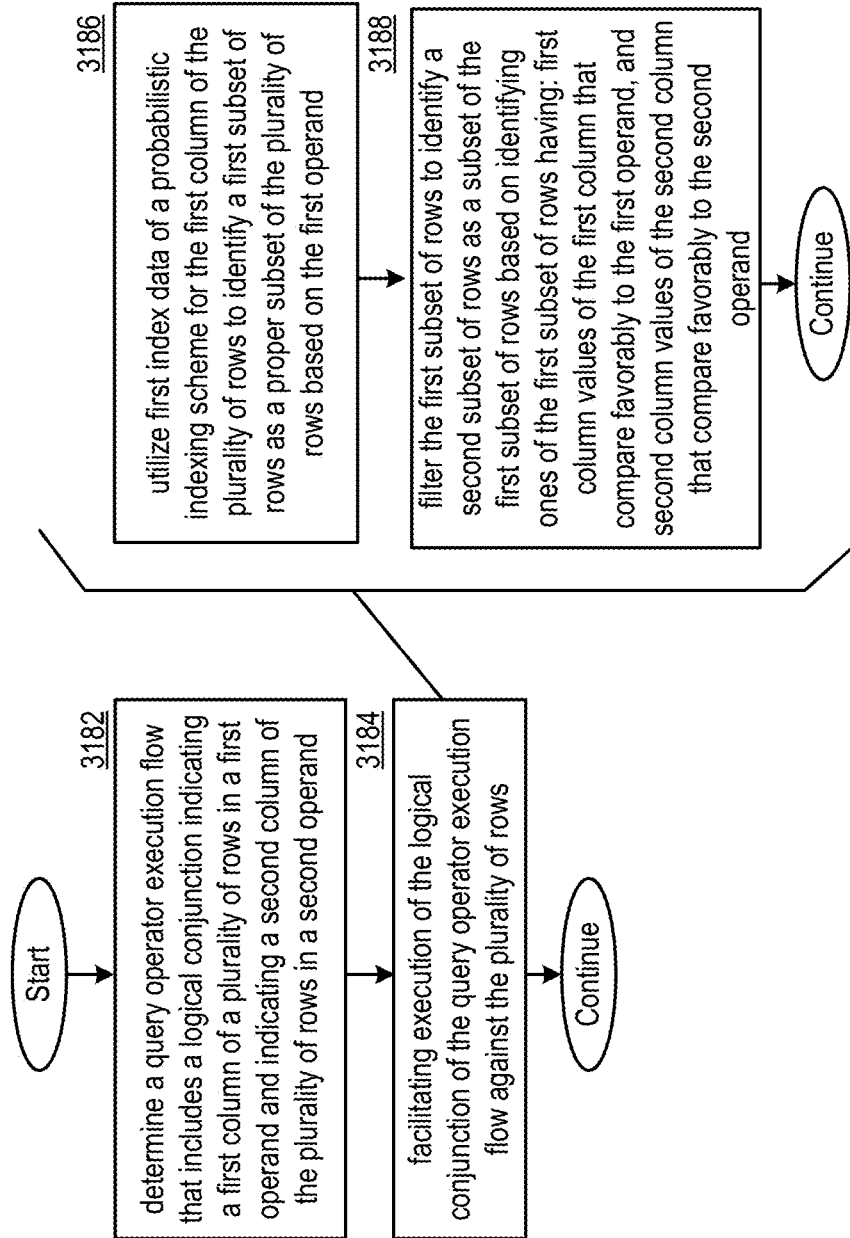 Start
3182
determine a query operator execution flow
that includes a logical conjunction indicating
a first column of a plurality of rows in a first
operand and indicating a second column of
the plurality of rows in a second operand
3184
facilitating execution of the logical
conjunction of the query operator execution
flow against the plurality of rows
Continue
3186
utilize first index data of a probabilistic
indexing scheme for the first column of the
plurality of rows to identify a first subset of
rows as a proper subset of the plurality of
rows based on the first operand
3188
filter the first subset of rows to identify a
second subset of rows as a subset of the
first subset of rows based on identifying
ones of the first subset of rows having: first
column values of the first column that
compare favorably to the first operand, and
second column values of the second column
that compare favorably to the second
operand
Continue